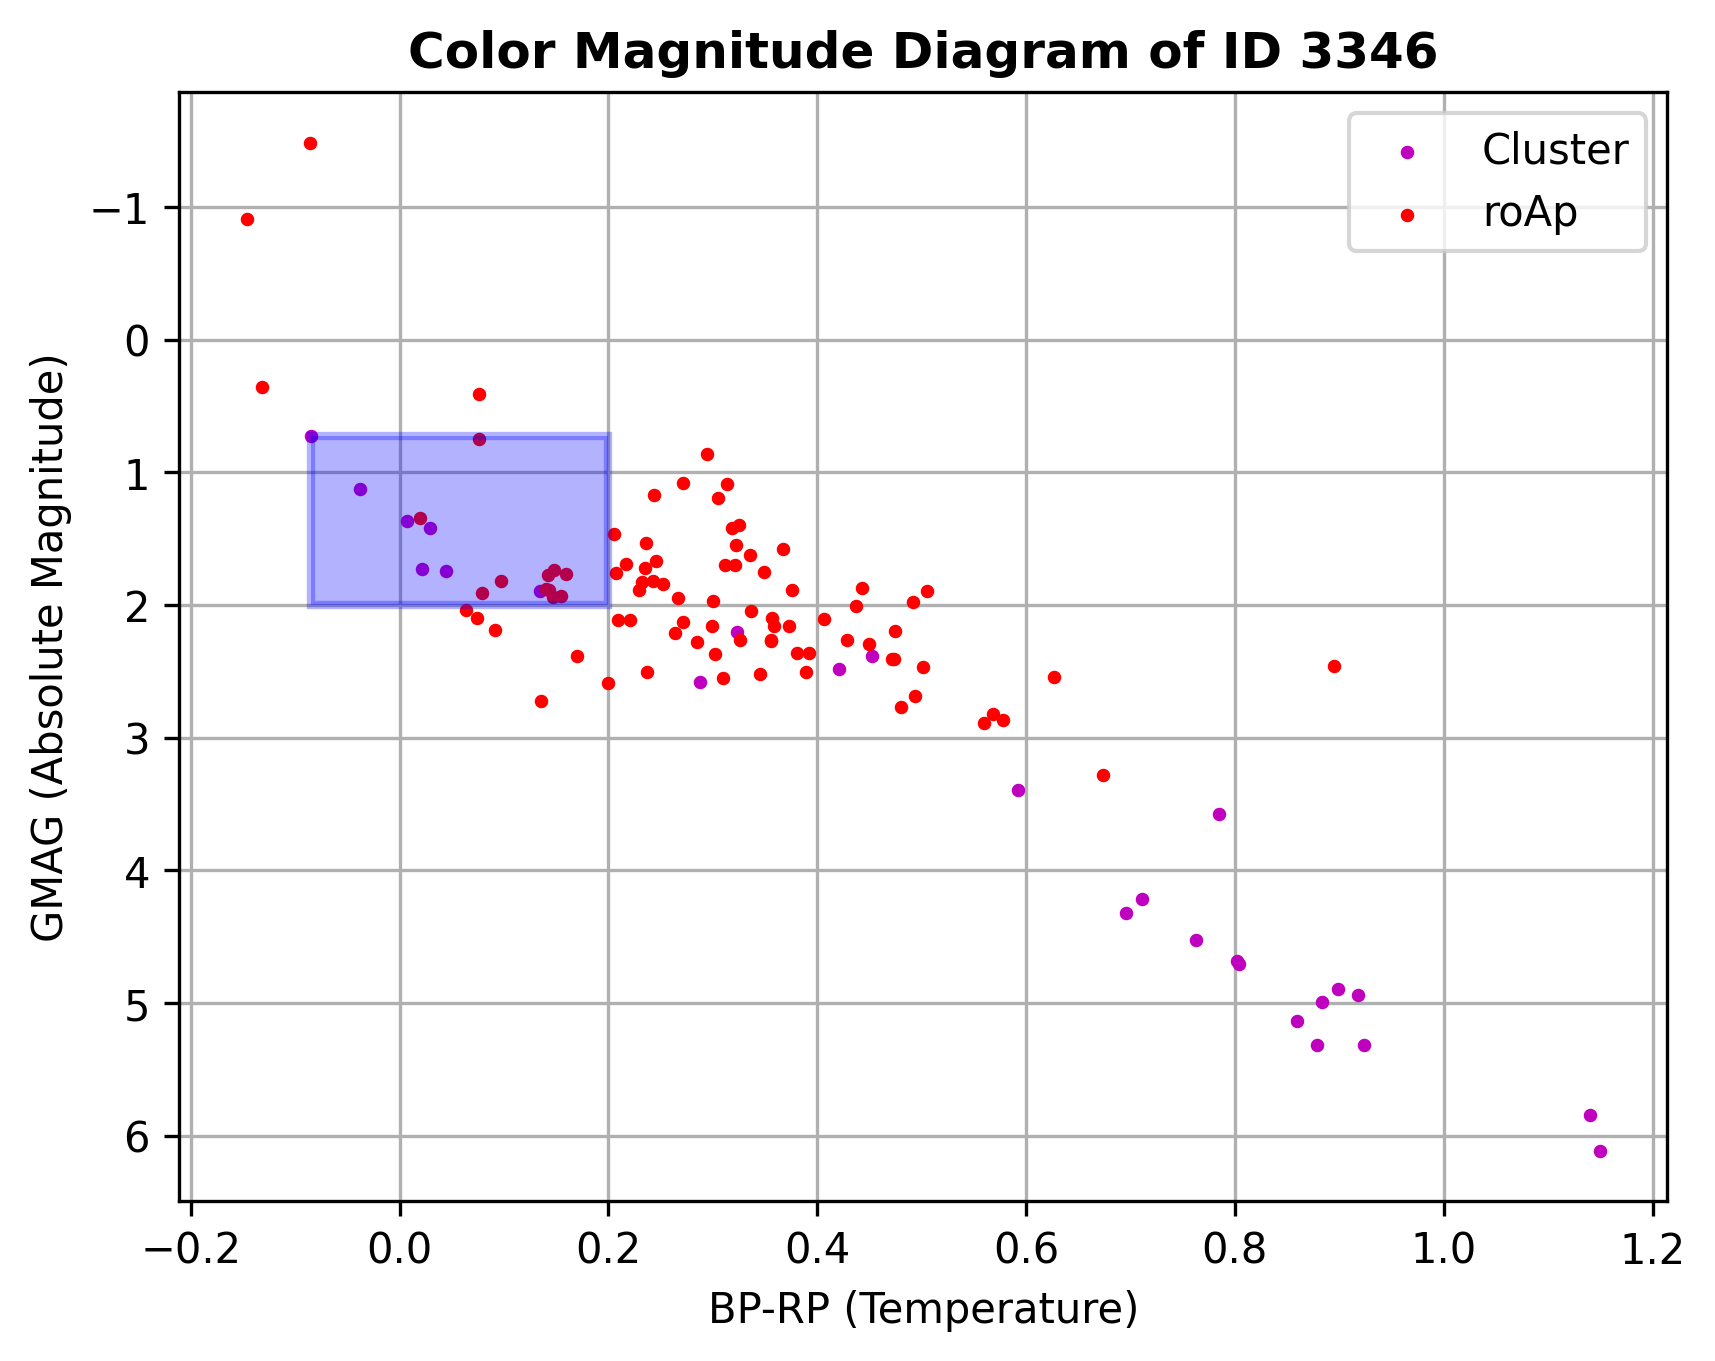 Color Magnitude Diagram of ID 3346
Cluster
roAp
GMAG (Absolute Magnitude)
−1
0
1
2
3
4
5
6
−0.2 0.0 0.2 0.4 0.6 0.8 1.0 1.2
BP-RP (Temperature)